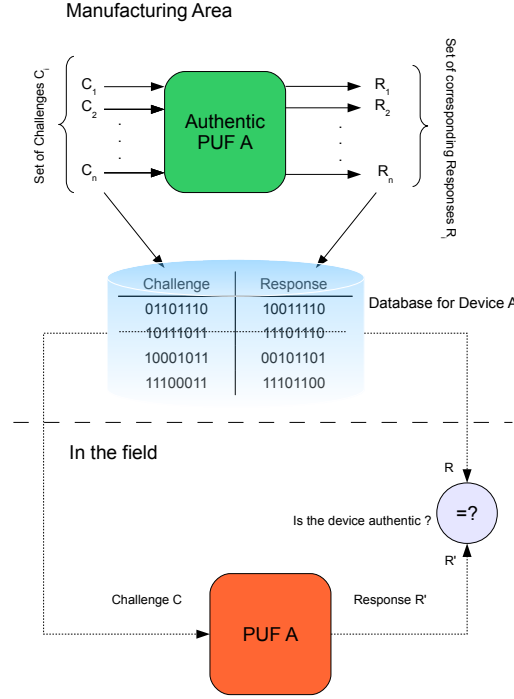 Manufacturing Area
Set of Challenges C_i
C_1
C_2
.
.
.
C_n
Authentic
PUF A
R_1
R_2
.
.
.
R_n
Set of corresponding Responses R_i
Challenge Response
01101110 10011110
10111011 11101110
10001011 00101101
11100011 11101100
Database for Device A
In the field
R
=?
Is the device authentic ?
R'
Challenge C
PUF A
Response R'